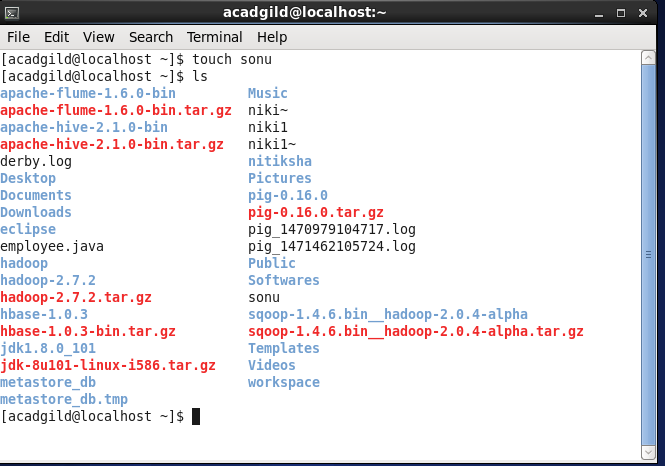 acadgild@localhost:~
File Edit View Search Terminal Help
[acadgild@localhost ~]$ touch sonu
[acadgild@localhost ~]$ ls
apache-flume-1.6.0-bin Music
apache-flume-1.6.0-bin.tar.gz niki~
apache-hive-2.1.0-bin niki1
apache-hive-2.1.0-bin.tar.gz niki1~
derby.log nitiksha
Desktop Pictures
Documents pig-0.16.0
Downloads pig-0.16.0.tar.gz
eclipse pig_1470979104717.log
employee.java pig_1471462105724.log
hadoop Public
hadoop-2.7.2 Softwares
hadoop-2.7.2.tar.gz sonu
hbase-1.0.3 sqoop-1.4.6.bin__hadoop-2.0.4-alpha
hbase-1.0.3-bin.tar.gz sqoop-1.4.6.bin__hadoop-2.0.4-alpha.tar.gz
jdk1.8.0_101 Templates
jdk-8u101-linux-i586.tar.gz Videos
metastore_db workspace
metastore_db.tmp
[acadgild@localhost ~]$